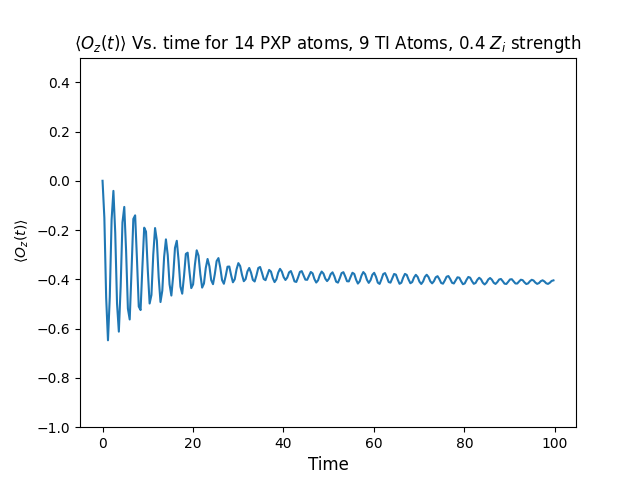 ⟨O_z(t)⟩ Vs. time for 14 PXP atoms, 9 TI Atoms, 0.4 Z_i strength
0.4
0.2
0.0
−0.2
−0.4
−0.6
−0.8
−1.0
⟨O_z(t)⟩
0 20 40 60 80 100
Time